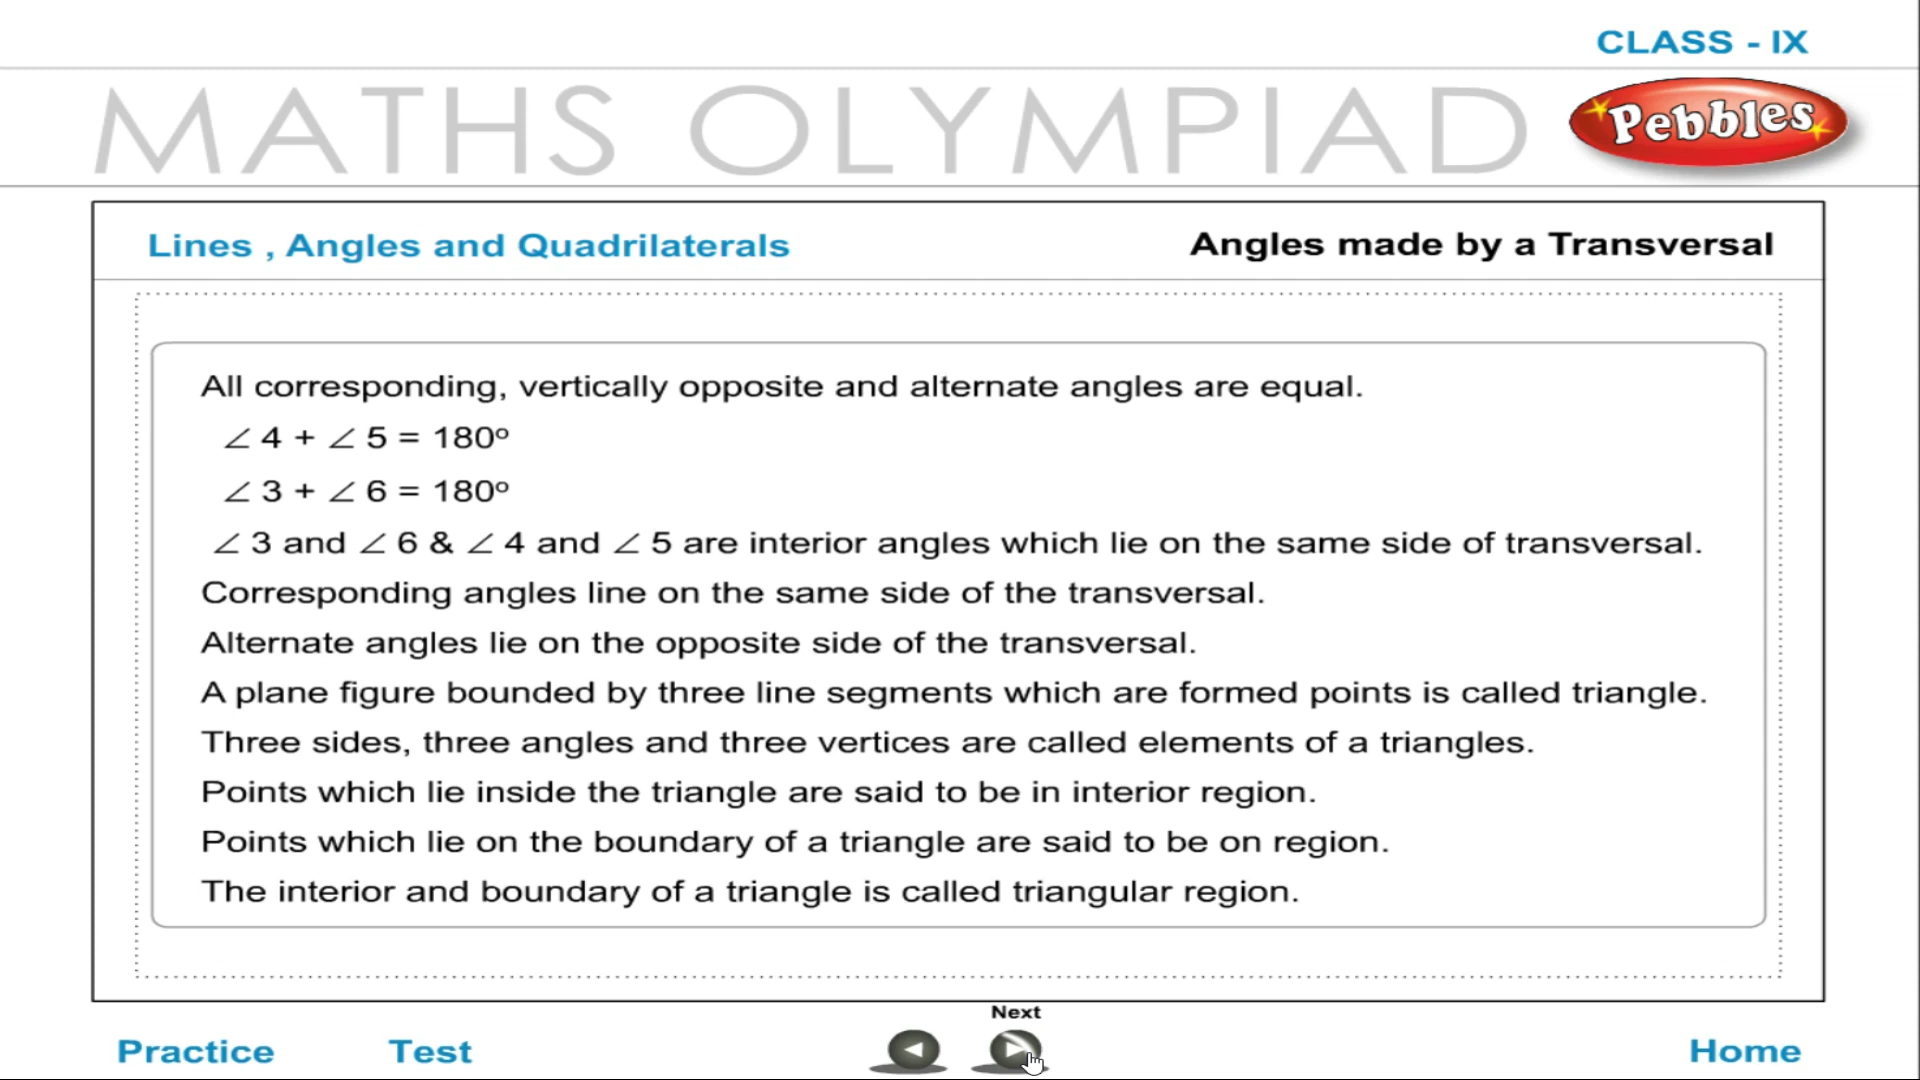 CLASS - IX
MATHS OLYMPIAD
Pebbles
Lines , Angles and Quadrilaterals
Angles made by a Transversal
All corresponding, vertically opposite and alternate angles are equal.
∠ 4 + ∠ 5 = 180º
∠ 3 + ∠ 6 = 180º
∠ 3 and ∠ 6 & ∠ 4 and ∠ 5 are interior angles which lie on the same side of transversal.
Corresponding angles line on the same side of the transversal.
Alternate angles lie on the opposite side of the transversal.
A plane figure bounded by three line segments which are formed points is called triangle.
Three sides, three angles and three vertices are called elements of a triangles.
Points which lie inside the triangle are said to be in interior region.
Points which lie on the boundary of a triangle are said to be on region.
The interior and boundary of a triangle is called triangular region.
Next
Practice
Test
Home